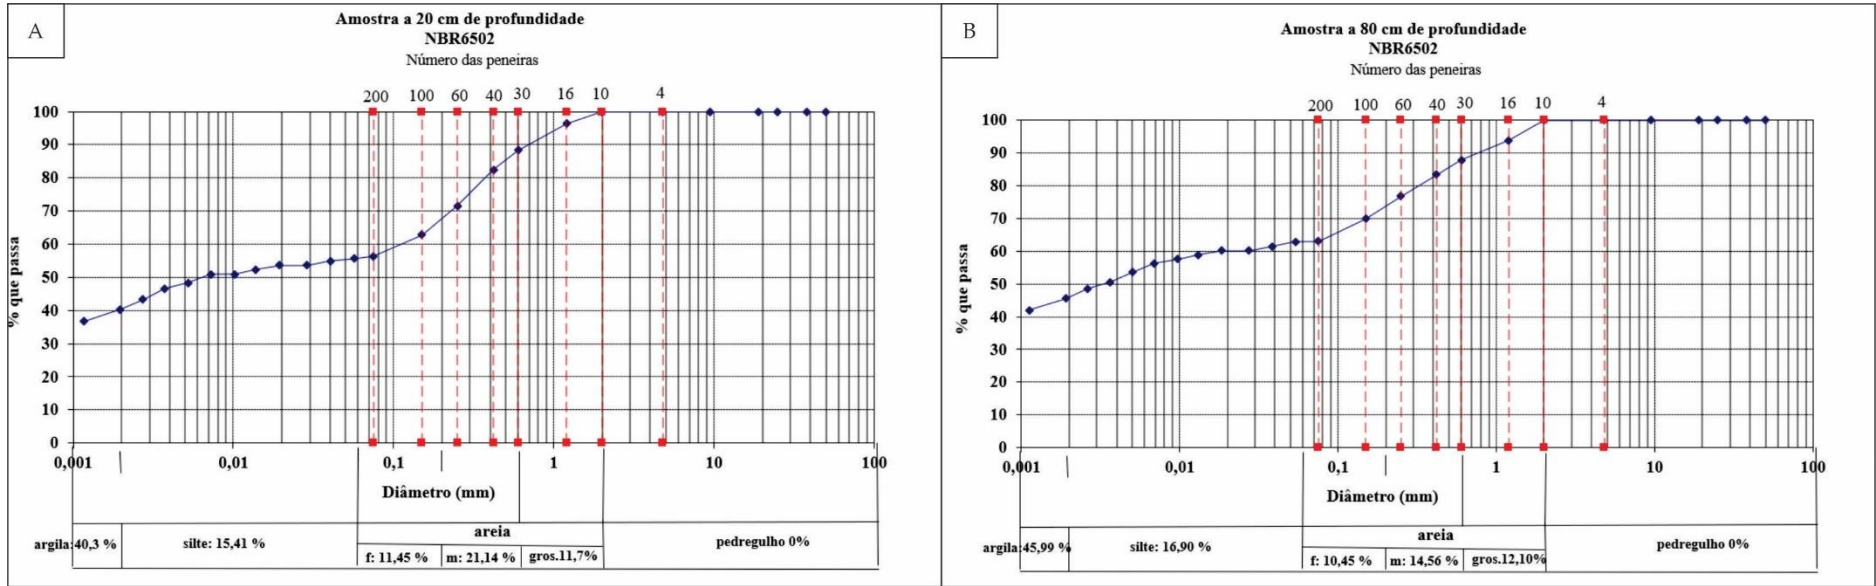 A
Amostra a 20 cm de profundidade
NBR6502
Número das peneiras
200 100 60 40 30 16 10 4
100
90
80
70
60
50
40
30
20
10
0
% que passa
0,001 0,01 0,1 1 10 100
Diâmetro (mm)
argila:40,3 % silte: 15,41 % areia pedregulho 0%
f: 11,45 % m: 21,14 % gros.11,7%
B
Amostra a 80 cm de profundidade
NBR6502
Número das peneiras
200 100 60 40 30 16 10 4
100
90
80
70
60
50
40
30
20
10
0
% que passa
0,001 0,01 0,1 1 10 100
Diâmetro (mm)
argila:45,99 % silte: 16,90 % areia pedregulho 0%
f: 10,45 % m: 14,56 % gros.12,10%